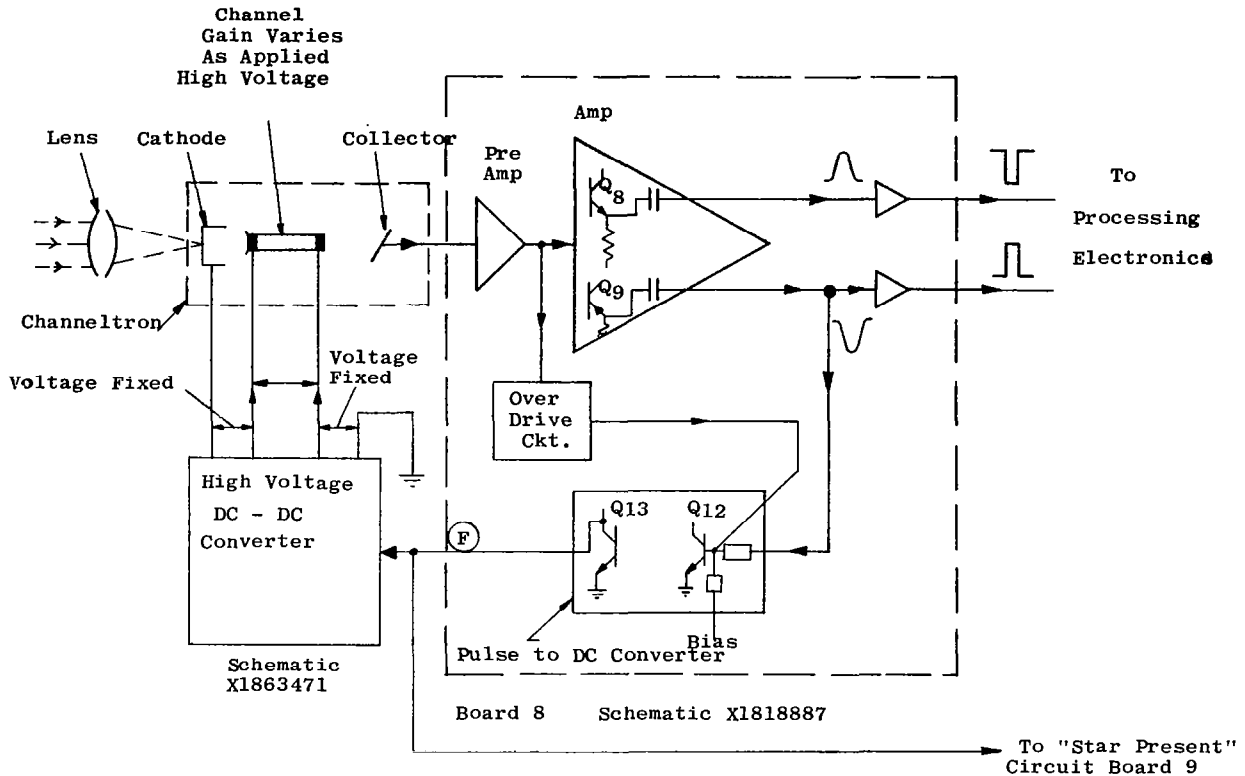 Channel
Gain Varies
As Applied
High Voltage
Lens
Cathode
Collector
Amp
Pre
Amp
Q8
Q9
To
Processing
Electronics
Channeltron
Voltage Fixed
Voltage
Fixed
Over
Drive
Ckt.
High Voltage
DC - DC
Converter
F
Q13
Q12
Bias
Pulse to DC Converter
Schematic
X1863471
Board 8 Schematic X1818887
To "Star Present"
Circuit Board 9